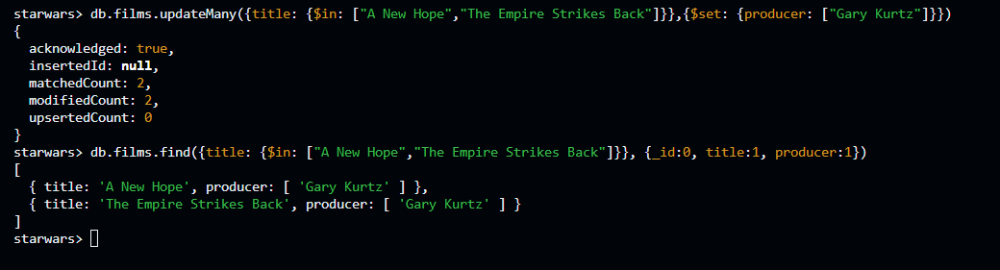 starwars> db.films.updateMany({title: {$in: ["A New Hope","The Empire Strikes Back"]}},{$set: {producer: ["Gary Kurtz"]}})
{
  acknowledged: true,
  insertedId: null,
  matchedCount: 2,
  modifiedCount: 2,
  upsertedCount: 0
}
starwars> db.films.find({title: {$in: ["A New Hope","The Empire Strikes Back"]}}, {_id:0, title:1, producer:1})
[
  { title: 'A New Hope', producer: [ 'Gary Kurtz' ] },
  { title: 'The Empire Strikes Back', producer: [ 'Gary Kurtz' ] }
]
starwars>